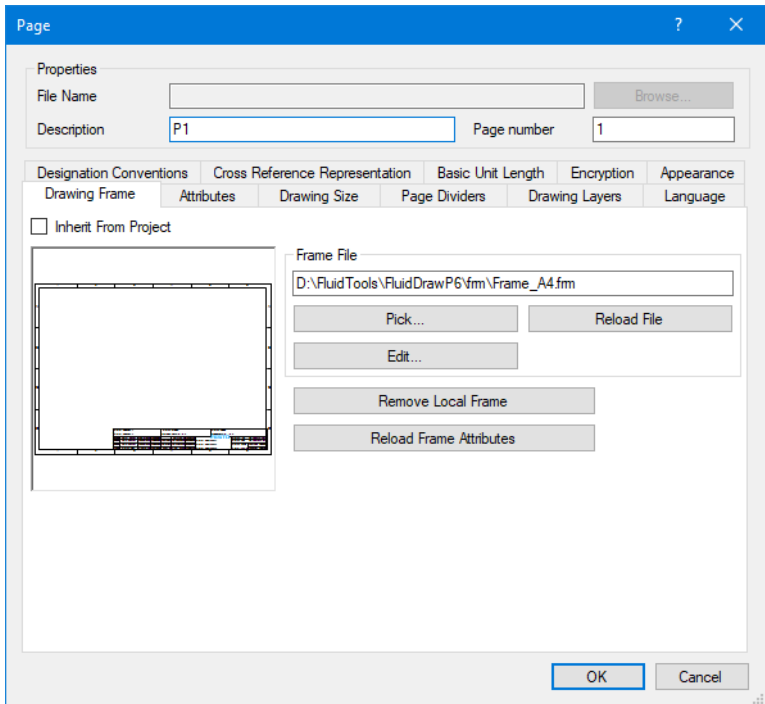 Page ?
Properties
File Name Browse...
Description P1 Page number 1
Designation Conventions Cross Reference Representation Basic Unit Length Encryption Appearance
Drawing Frame Attributes Drawing Size Page Dividers Drawing Layers Language
Inherit From Project
Frame File
D:\FluidTools\FluidDrawP6\frm\Frame_A4.frm
Pick... Reload File
Edit...
Remove Local Frame
Reload Frame Attributes
OK Cancel